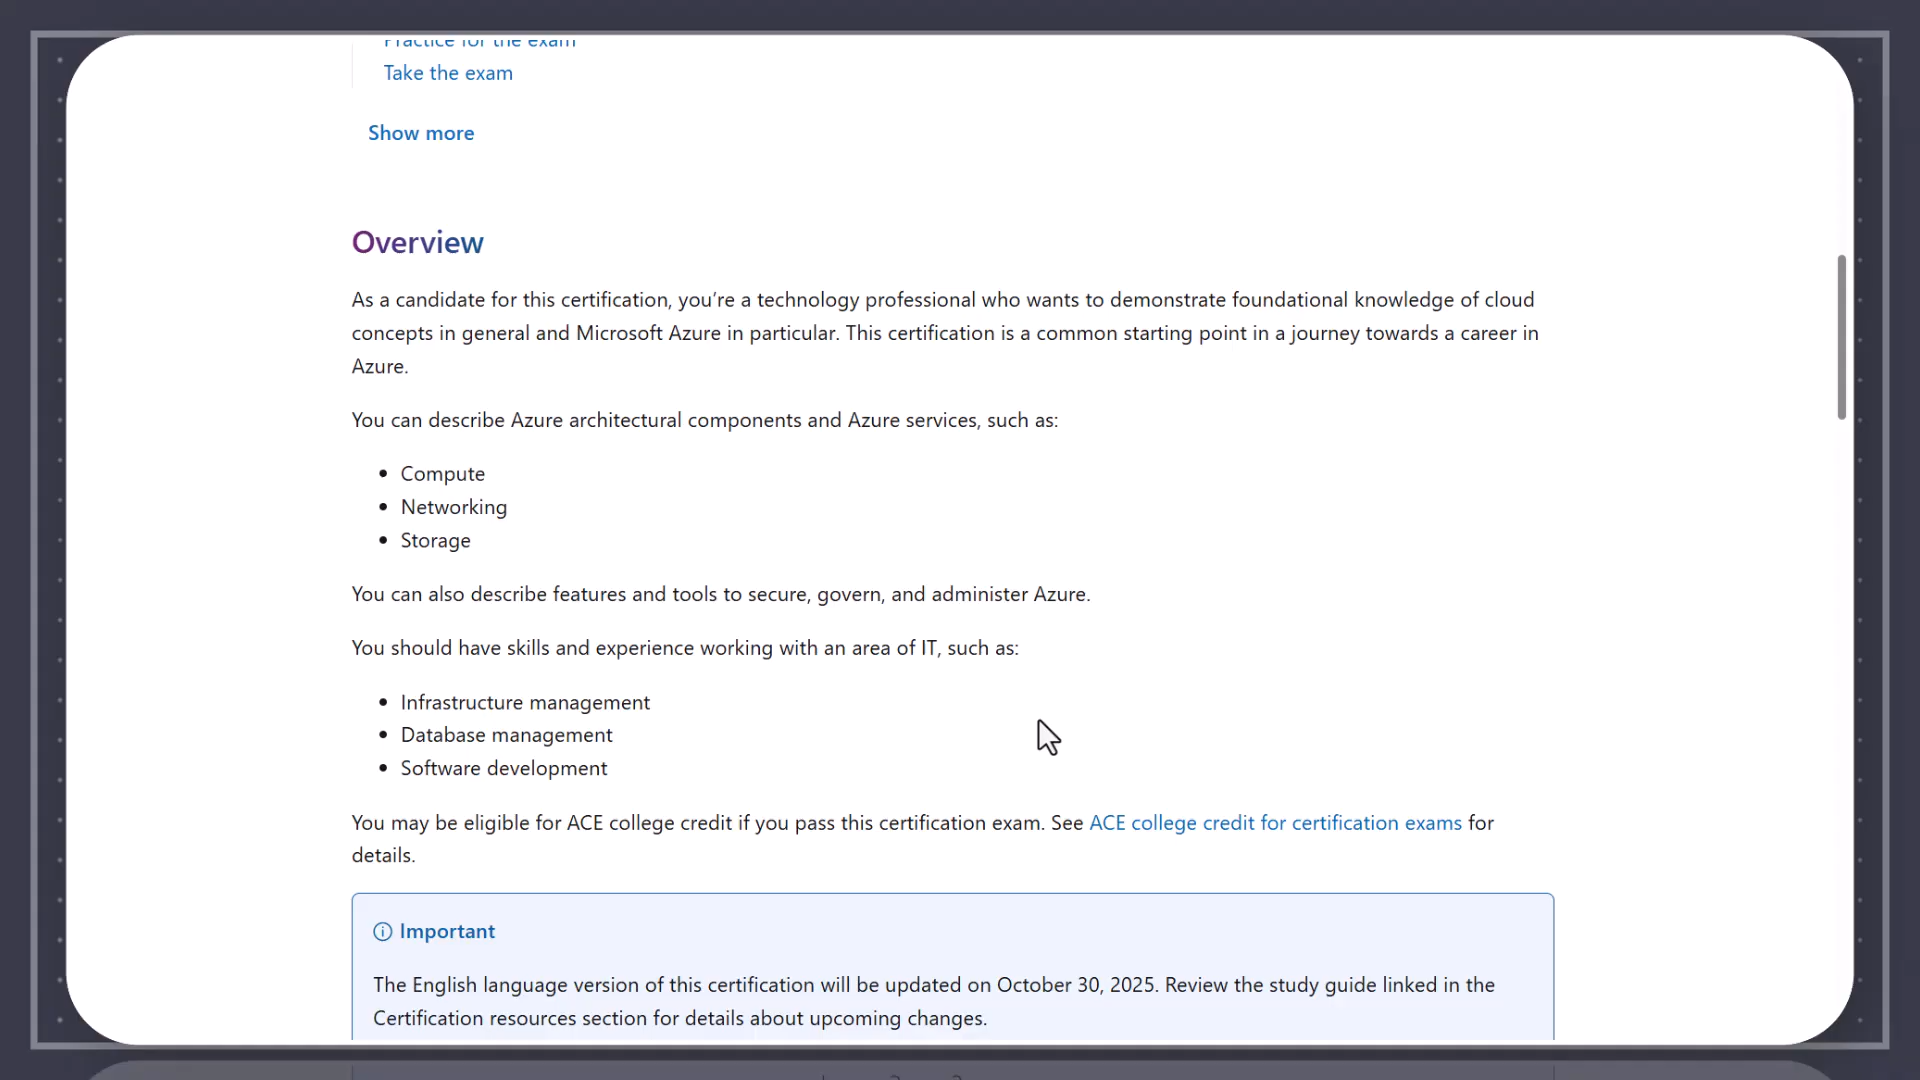 Practice for the exam
Take the exam
Show more
Overview
As a candidate for this certification, you’re a technology professional who wants to demonstrate foundational knowledge of cloud
concepts in general and Microsoft Azure in particular. This certification is a common starting point in a journey towards a career in
Azure.
You can describe Azure architectural components and Azure services, such as:
• Compute
• Networking
• Storage
You can also describe features and tools to secure, govern, and administer Azure.
You should have skills and experience working with an area of IT, such as:
• Infrastructure management
• Database management
• Software development
You may be eligible for ACE college credit if you pass this certification exam. See ACE college credit for certification exams for
details.
Important
The English language version of this certification will be updated on October 30, 2025. Review the study guide linked in the
Certification resources section for details about upcoming changes.